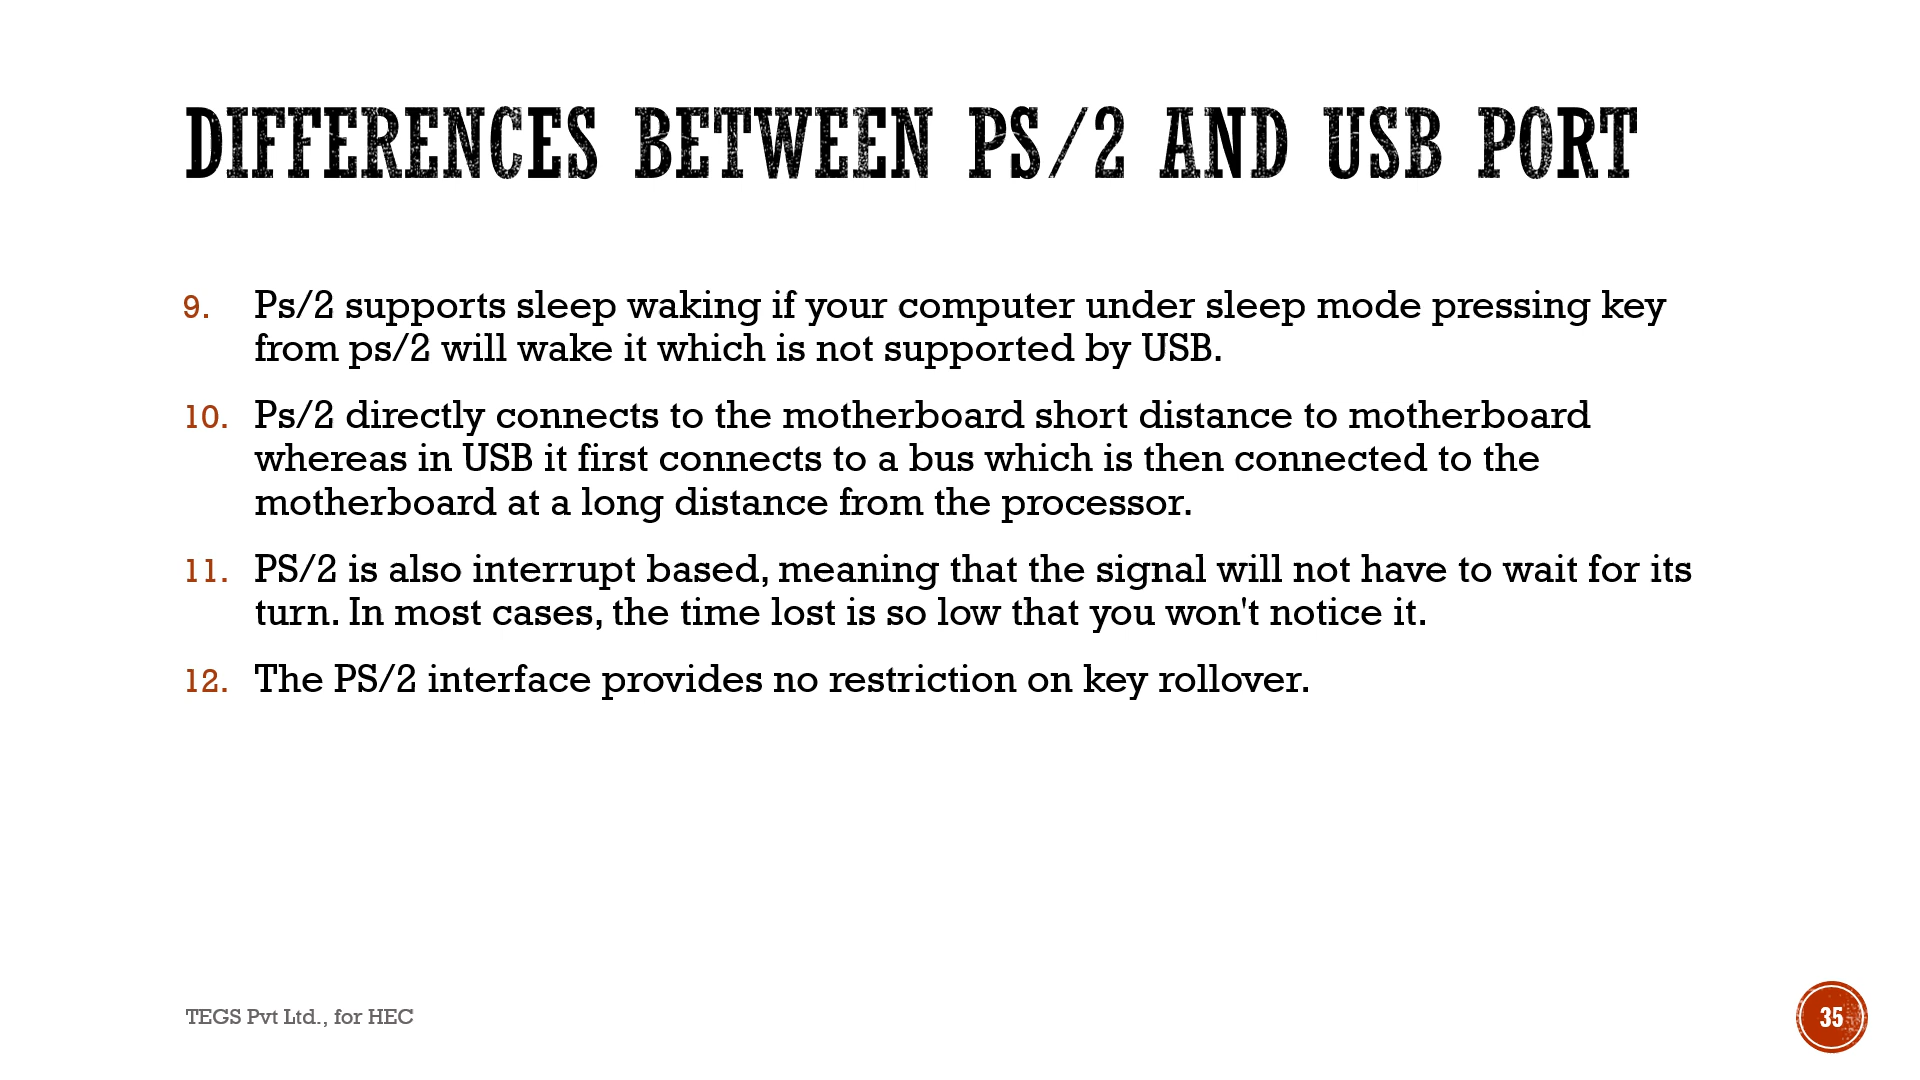 DIFFERENCES BETWEEN PS/2 AND USB PORT
9. Ps/2 supports sleep waking if your computer under sleep mode pressing key
from ps/2 will wake it which is not supported by USB.
10. Ps/2 directly connects to the motherboard short distance to motherboard
whereas in USB it first connects to a bus which is then connected to the
motherboard at a long distance from the processor.
11. PS/2 is also interrupt based, meaning that the signal will not have to wait for its
turn. In most cases, the time lost is so low that you won't notice it.
12. The PS/2 interface provides no restriction on key rollover.
TEGS Pvt Ltd., for HEC
35